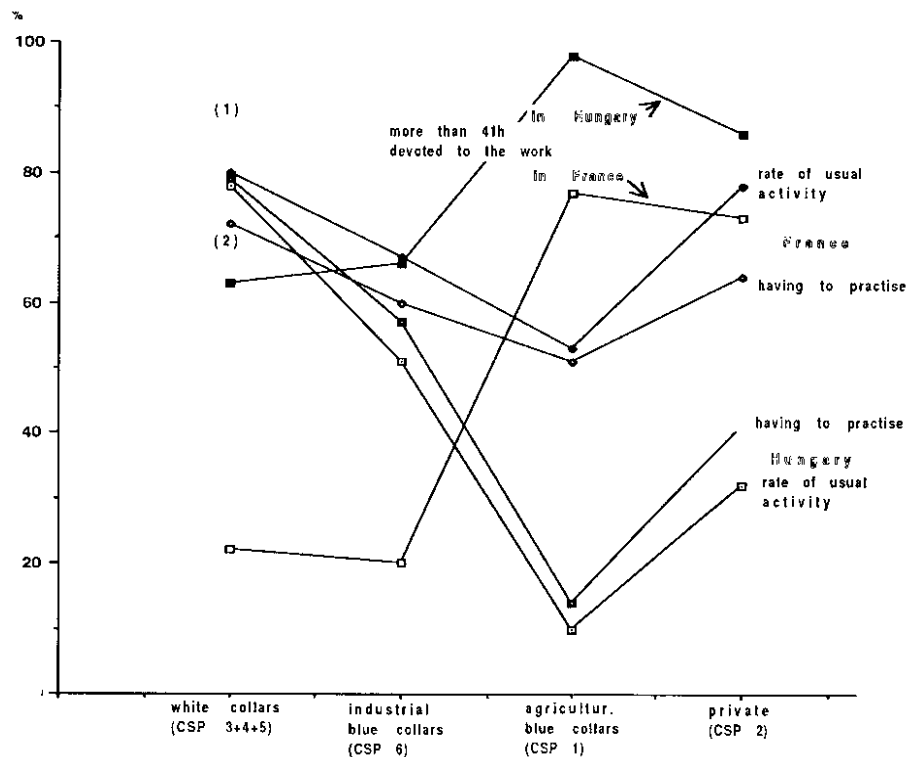 %
100
80
60
40
20
(1)
(2)
more than 41h
devoted to the work
in Hungary
in France
rate of usual
activity
France
having to practise
having to practise
Hungary
rate of usual
activity
white collars
(CSP 3+4+5)
industrial
blue collars
(CSP 6)
agricultur.
blue collars
(CSP 1)
private
(CSP 2)